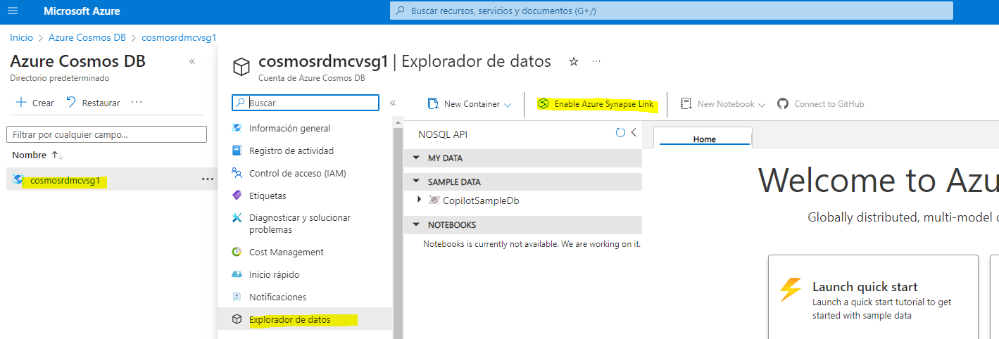 Microsoft Azure
Buscar recursos, servicios y documentos (G+/)
Inicio > Azure Cosmos DB > cosmosrdmcvsg1
Azure Cosmos DB
Directorio predeterminado
Crear Restaurar ...
Filtrar por cualquier campo...
Nombre
cosmosrdmcvsg1 ...
cosmosrdmcvsg1 | Explorador de datos ...
Cuenta de Azure Cosmos DB
Buscar
Información general
Registro de actividad
Control de acceso (IAM)
Etiquetas
Diagnosticar y solucionar
problemas
Cost Management
Inicio rápido
Notificaciones
Explorador de datos
New Container
Enable Azure Synapse Link
New Notebook
Connect to GitHub
NOSQL API
MY DATA
SAMPLE DATA
CopilotSampleDb
NOTEBOOKS
Notebooks is currently not available. We are working on it.
Home
Welcome to Azu
Globally distributed, multi-model
Launch quick start
Launch a quick start tutorial to get
started with sample data